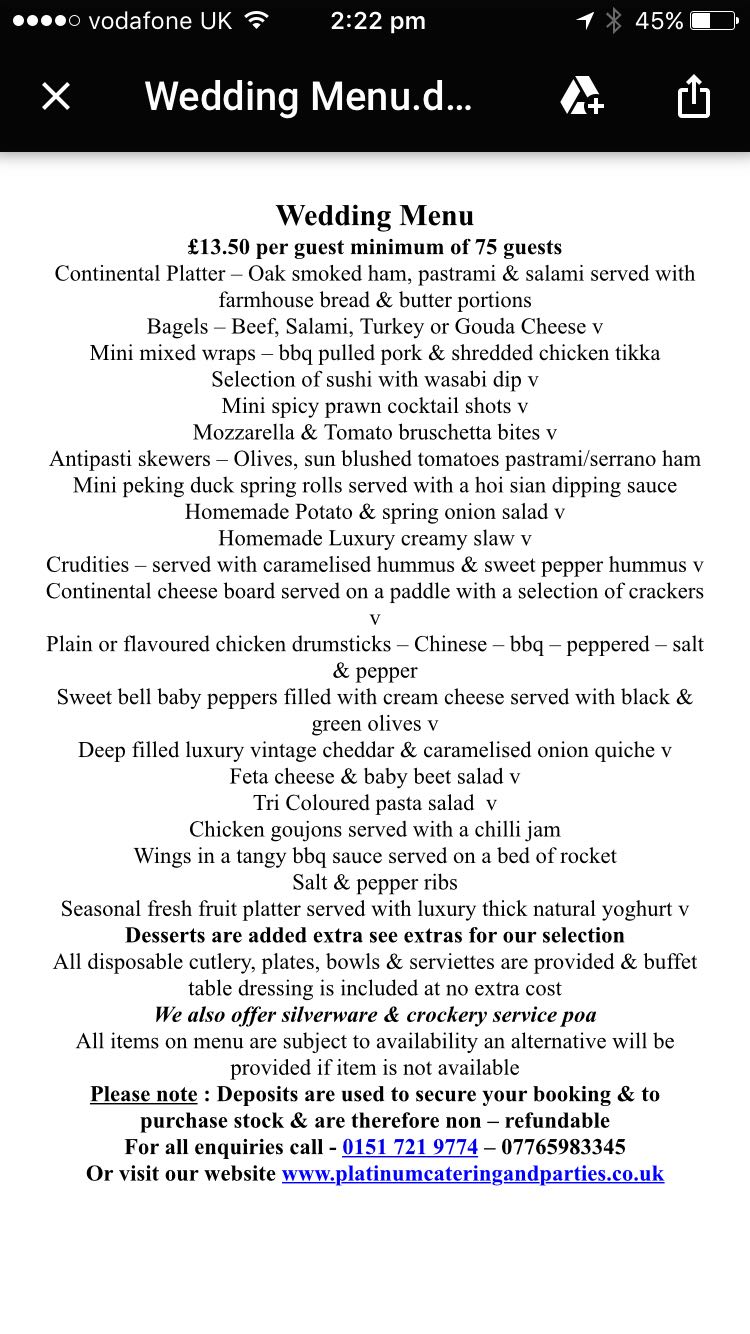 vodafone UK 2:22 pm 45%
Wedding Menu.d...
Wedding Menu
£13.50 per guest minimum of 75 guests
Continental Platter – Oak smoked ham, pastrami & salami served with
farmhouse bread & butter portions
Bagels – Beef, Salami, Turkey or Gouda Cheese v
Mini mixed wraps – bbq pulled pork & shredded chicken tikka
Selection of sushi with wasabi dip v
Mini spicy prawn cocktail shots v
Mozzarella & Tomato bruschetta bites v
Antipasti skewers – Olives, sun blushed tomatoes pastrami/serrano ham
Mini peking duck spring rolls served with a hoi sian dipping sauce
Homemade Potato & spring onion salad v
Homemade Luxury creamy slaw v
Crudities – served with caramelised hummus & sweet pepper hummus v
Continental cheese board served on a paddle with a selection of crackers
v
Plain or flavoured chicken drumsticks – Chinese – bbq – peppered – salt
& pepper
Sweet bell baby peppers filled with cream cheese served with black &
green olives v
Deep filled luxury vintage cheddar & caramelised onion quiche v
Feta cheese & baby beet salad v
Tri Coloured pasta salad  v
Chicken goujons served with a chilli jam
Wings in a tangy bbq sauce served on a bed of rocket
Salt & pepper ribs
Seasonal fresh fruit platter served with luxury thick natural yoghurt v
Desserts are added extra see extras for our selection
All disposable cutlery, plates, bowls & serviettes are provided & buffet
table dressing is included at no extra cost
We also offer silverware & crockery service poa
All items on menu are subject to availability an alternative will be
provided if item is not available
Please note : Deposits are used to secure your booking & to
purchase stock & are therefore non – refundable
For all enquiries call - 0151 721 9774 – 07765983345
Or visit our website www.platinumcateringandparties.co.uk